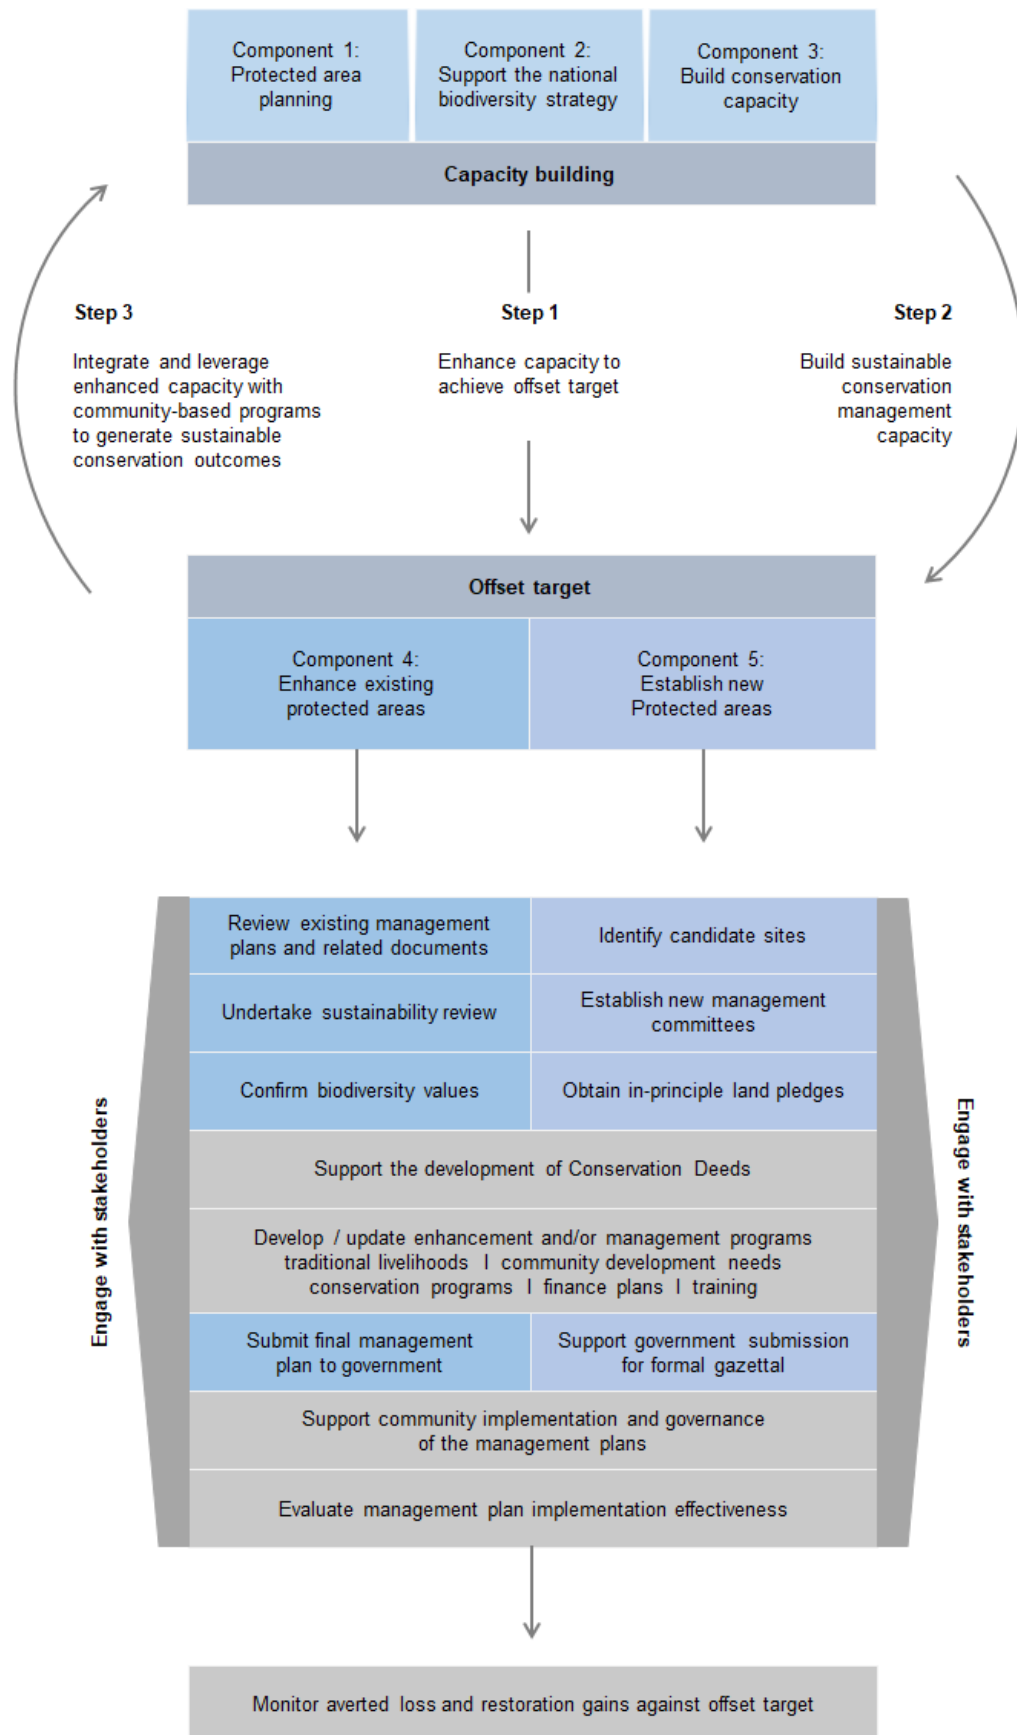 Component 1:
Protected area
planning
Component 2:
Support the national
biodiversity strategy
Component 3:
Build conservation
capacity
Capacity building
Step 3
Integrate and leverage
enhanced capacity with
community-based programs
to generate sustainable
conservation outcomes
Step 1
Enhance capacity to
achieve offset target
Step 2
Build sustainable
conservation
management
capacity
Offset target
Component 4:
Enhance existing
protected areas
Component 5:
Establish new
Protected areas
Engage with stakeholders
Review existing management
plans and related documents
Identify candidate sites
Undertake sustainability review
Establish new management
committees
Confirm biodiversity values
Obtain in-principle land pledges
Support the development of Conservation Deeds
Develop / update enhancement and/or management programs
traditional livelihoods I community development needs
conservation programs I finance plans I training
Submit final management
plan to government
Support government submission
for formal gazettal
Support community implementation and governance
of the management plans
Evaluate management plan implementation effectiveness
Engage with stakeholders
Monitor averted loss and restoration gains against offset target